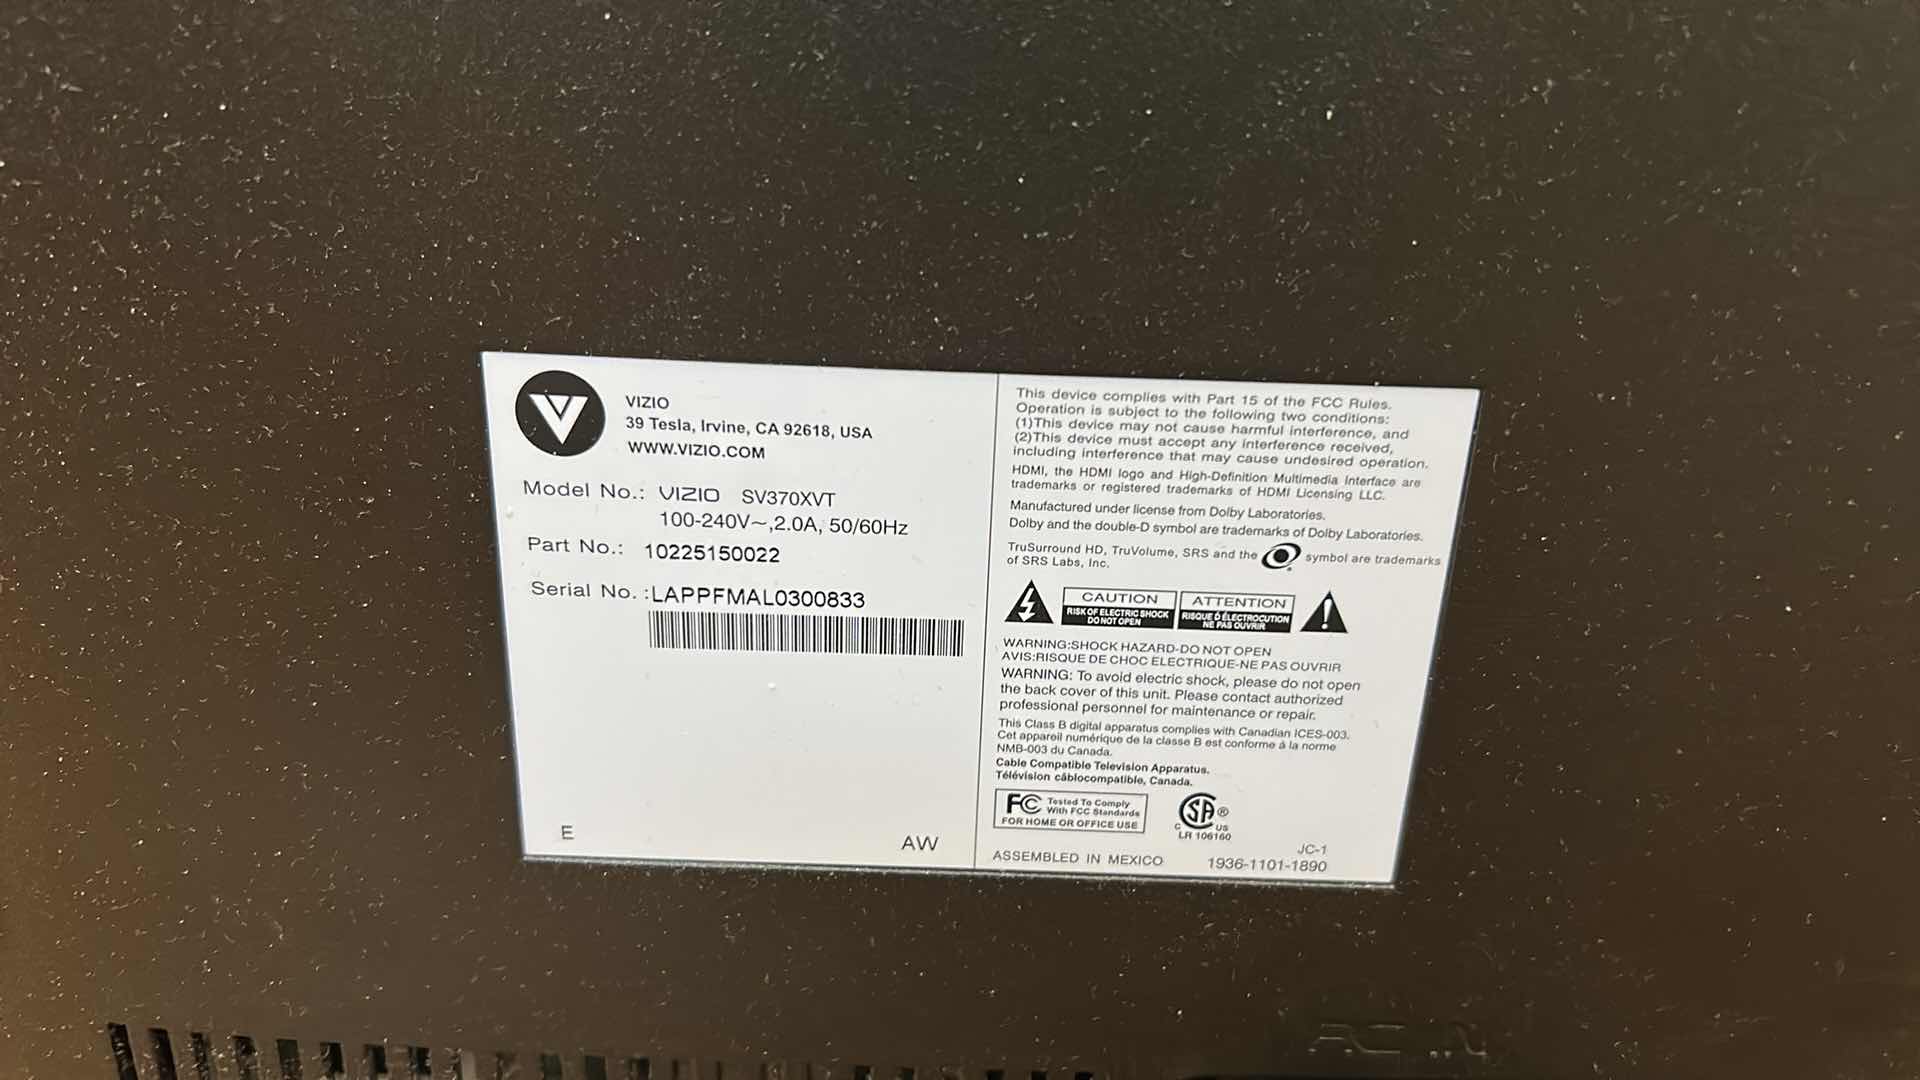 VIZIO
39 Tesla, Irvine, CA 92618, USA
WWW.VIZIO.COM
Model No.: VIZIO SV370XVT
100-240V~,2.0A, 50/60Hz
Part No.: 10225150022
Serial No. :LAPPFMAL0300833
E
AW
This device complies with Part 15 of the FCC Rules.
Operation is subject to the following two conditions:
(1)This device may not cause harmful interference, and
(2)This device must accept any interference received,
including interference that may cause undesired operation.
HDMI, the HDMI logo and High-Definition Multimedia Interface are
trademarks or registered trademarks of HDMI Licensing LLC.
Manufactured under license from Dolby Laboratories.
Dolby and the double-D symbol are trademarks of Dolby Laboratories.
TruSurround HD, TruVolume, SRS and the symbol are trademarks
of SRS Labs, Inc.
CAUTION
RISK OF ELECTRIC SHOCK
DO NOT OPEN
ATTENTION
RISQUE D'ÉLECTROCUTION
NE PAS OUVRIR
WARNING:SHOCK HAZARD-DO NOT OPEN
AVIS:RISQUE DE CHOC ELECTRIQUE-NE PAS OUVRIR
WARNING: To avoid electric shock, please do not open
the back cover of this unit. Please contact authorized
professional personnel for maintenance or repair.
This Class B digital apparatus complies with Canadian ICES-003.
Cet appareil numérique de la classe B est conforme à la norme
NMB-003 du Canada.
Cable Compatible Television Apparatus.
Télévision câblocompatible, Canada.
FC Tested To Comply
With FCC Standards
FOR HOME OR OFFICE USE
SA ®
C US
LR 106160
JC-1
ASSEMBLED IN MEXICO 1936-1101-1890
AC IN